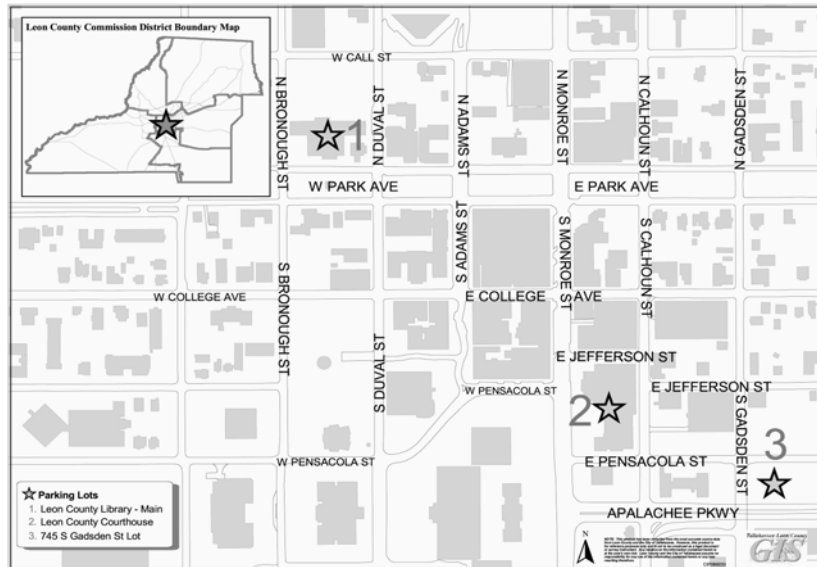 Leon County Commission District Boundary Map
W CALL ST
N BRONOUGH ST
N DUVAL ST
N ADAMS ST
N MONROE ST
N CALHOUN ST
N GADSDEN ST
1
W PARK AVE
E PARK AVE
S ADAMS ST
S MONROE ST
S CALHOUN ST
S BRONOUGH ST
W COLLEGE AVE
E COLLEGE AVE
S DUVAL ST
E JEFFERSON ST
E JEFFERSON ST
W PENSACOLA ST
2
S GADSDEN ST
3
W PENSACOLA ST
E PENSACOLA ST
APALACHEE PKWY
Parking Lots
1. Leon County Library - Main
2. Leon County Courthouse
3. 745 S Gadsden St Lot
N
Tallahassee-Leon County
GIS